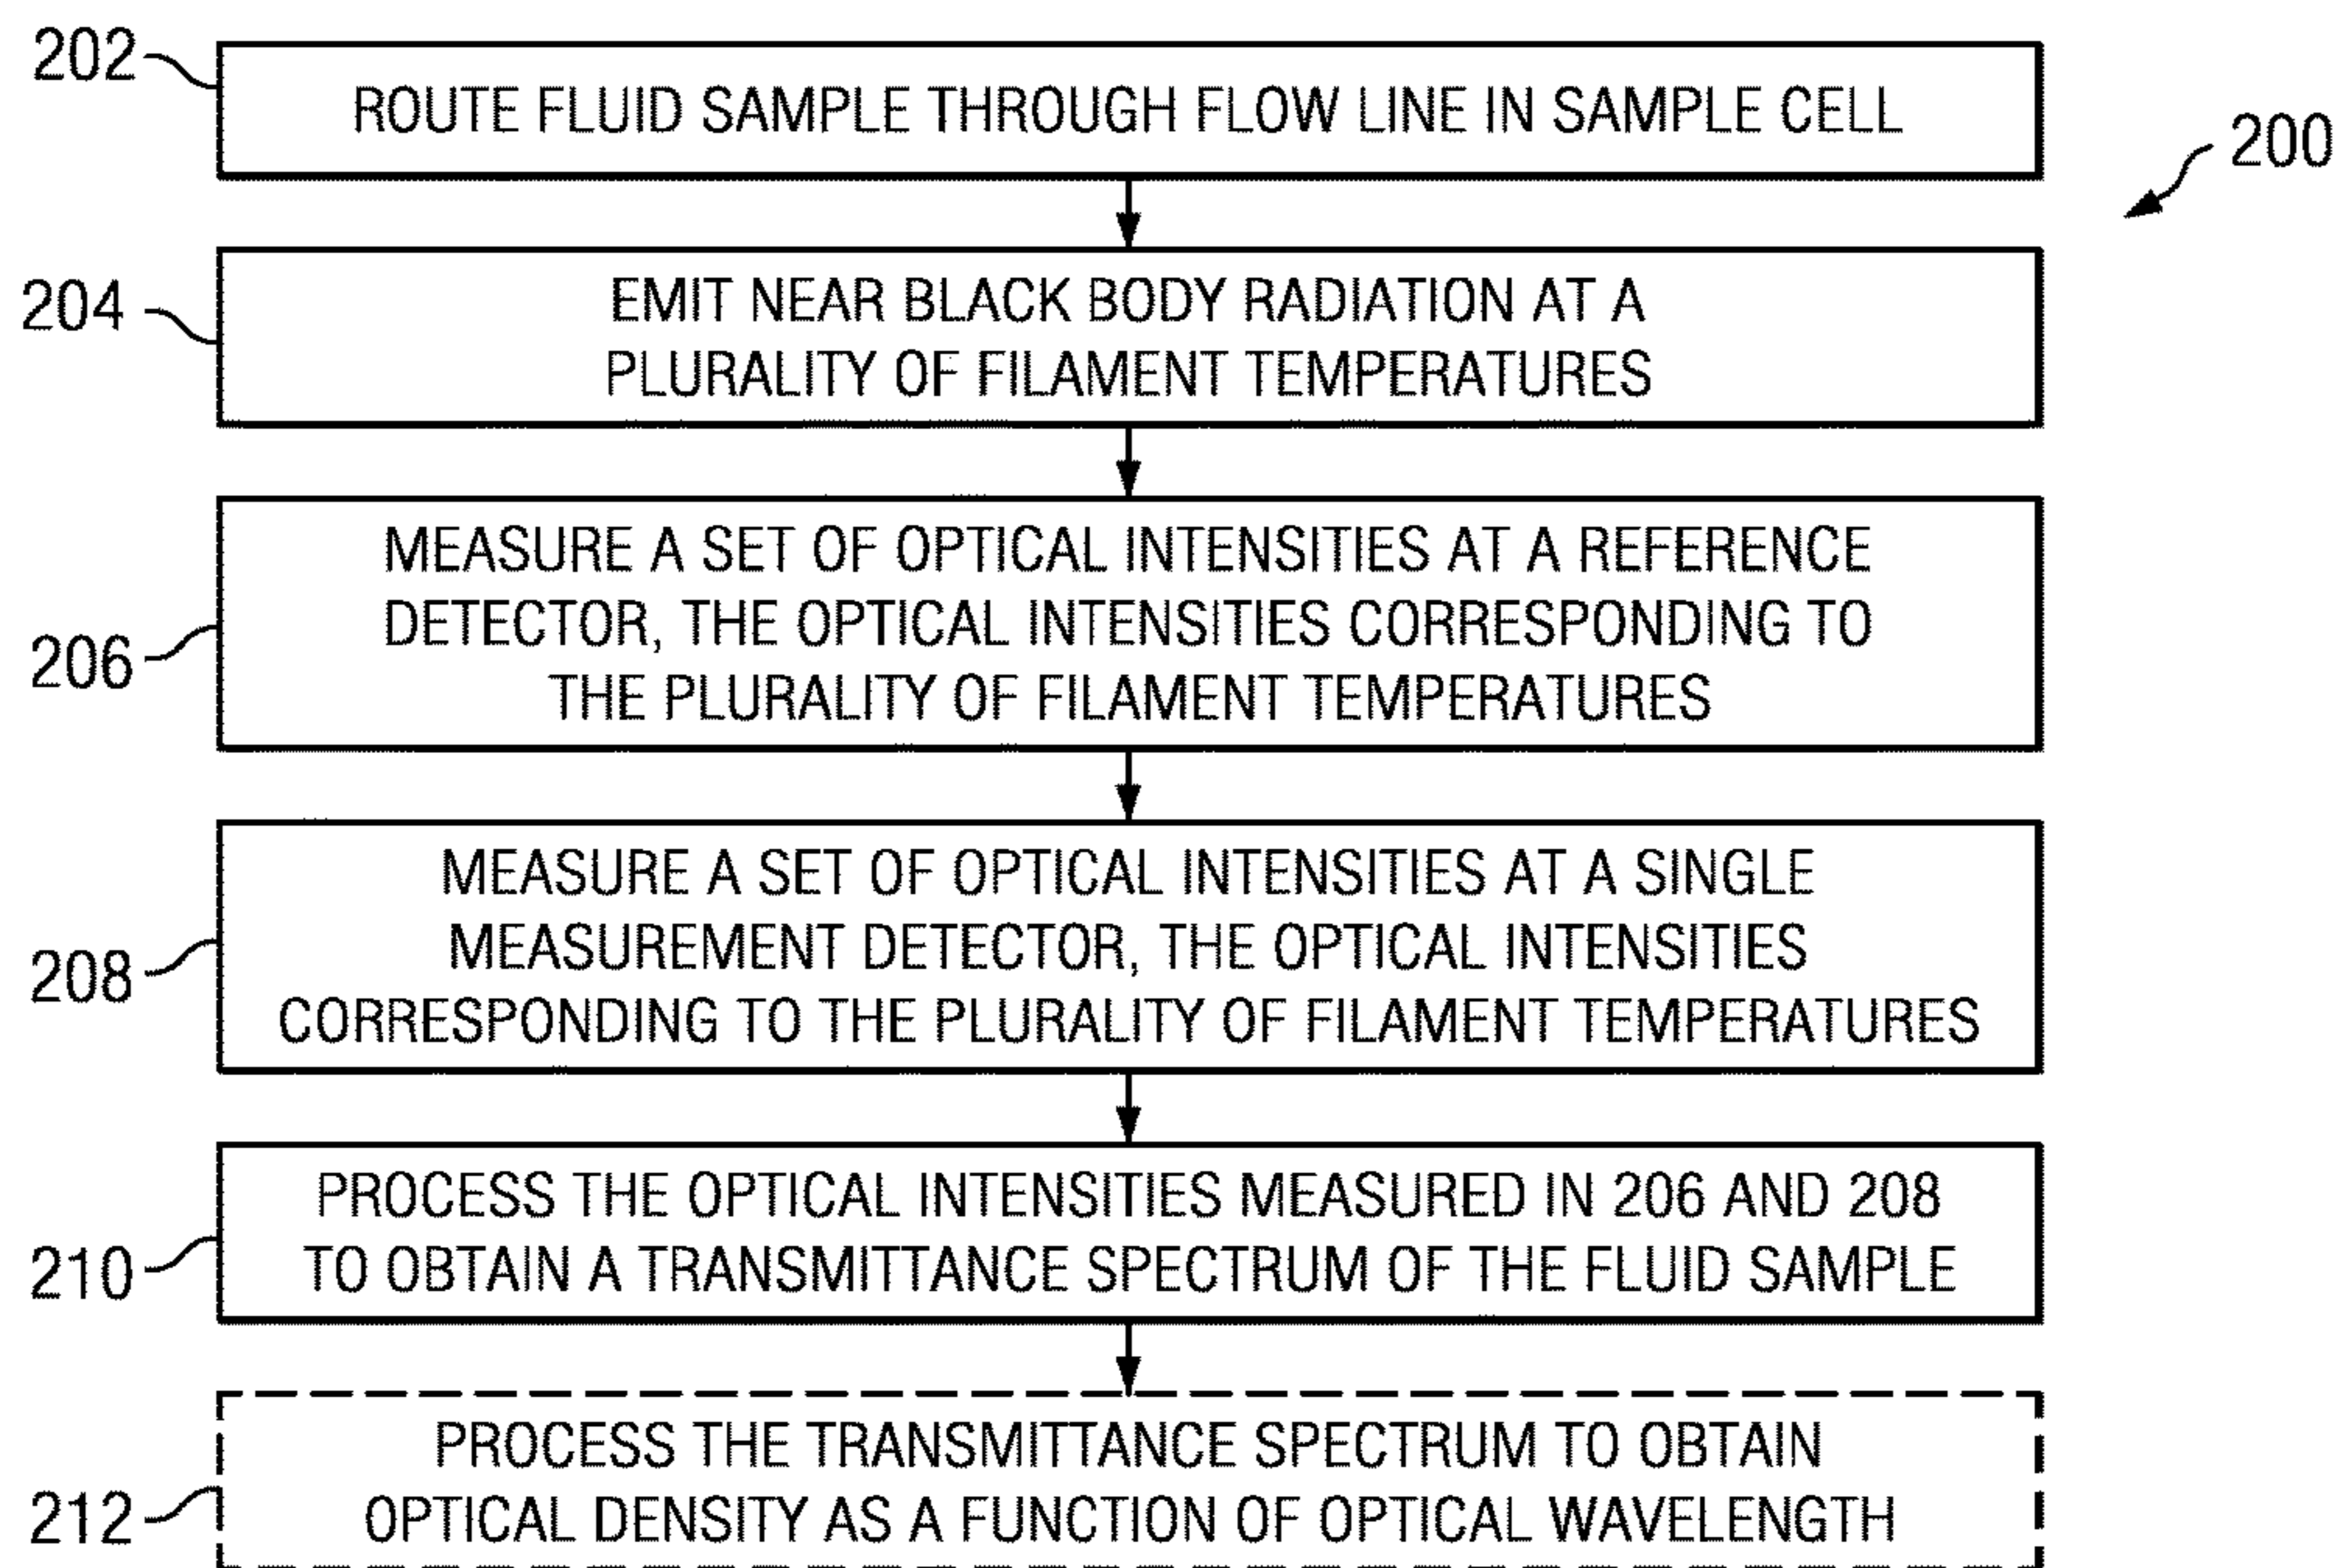 202
ROUTE FLUID SAMPLE THROUGH FLOW LINE IN SAMPLE CELL
200
204
EMIT NEAR BLACK BODY RADIATION AT A
PLURALITY OF FILAMENT TEMPERATURES
206
MEASURE A SET OF OPTICAL INTENSITIES AT A REFERENCE
DETECTOR, THE OPTICAL INTENSITIES CORRESPONDING TO
THE PLURALITY OF FILAMENT TEMPERATURES
208
MEASURE A SET OF OPTICAL INTENSITIES AT A SINGLE
MEASUREMENT DETECTOR, THE OPTICAL INTENSITIES
CORRESPONDING TO THE PLURALITY OF FILAMENT TEMPERATURES
210
PROCESS THE OPTICAL INTENSITIES MEASURED IN 206 AND 208
TO OBTAIN A TRANSMITTANCE SPECTRUM OF THE FLUID SAMPLE
212
PROCESS THE TRANSMITTANCE SPECTRUM TO OBTAIN
OPTICAL DENSITY AS A FUNCTION OF OPTICAL WAVELENGTH